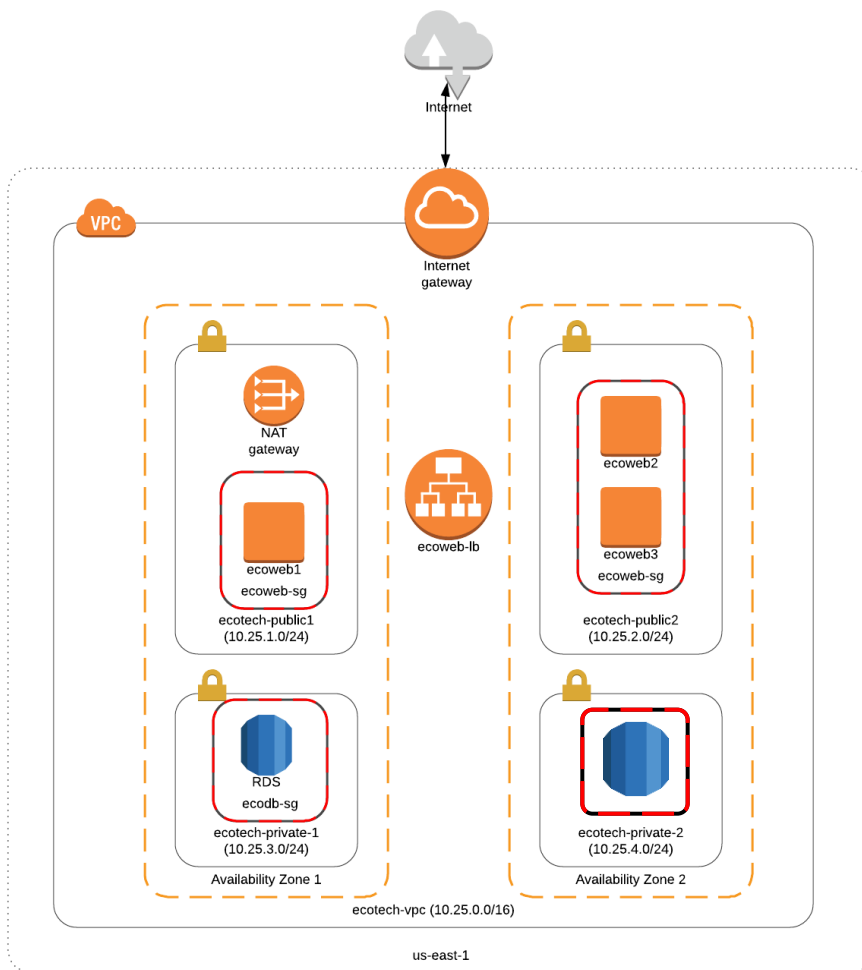 Internet
VPC
Internet
gateway
NAT
gateway
ecoweb1
ecoweb-sg
ecotech-public1
(10.25.1.0/24)
ecoweb-lb
ecoweb2
ecoweb3
ecoweb-sg
ecotech-public2
(10.25.2.0/24)
RDS
ecodb-sg
ecotech-private-1
(10.25.3.0/24)
Availability Zone 1
ecotech-private-2
(10.25.4.0/24)
Availability Zone 2
ecotech-vpc (10.25.0.0/16)
us-east-1